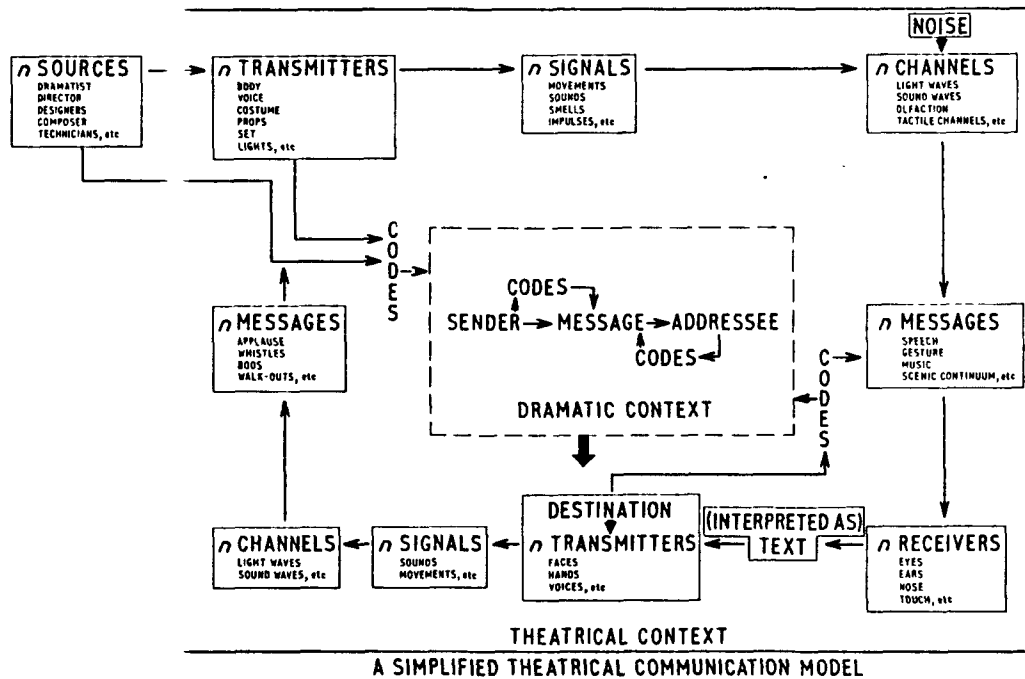 NOISE
n SOURCES
DRAMATIST
DIRECTOR
DESIGNERS
COMPOSER
TECHNICIANS, etc
n TRANSMITTERS
BODY
VOICE
COSTUME
PROPS
SET
LIGHTS, etc
n SIGNALS
MOVEMENTS
SOUNDS
SMELLS
IMPULSES, etc
n CHANNELS
LIGHT WAVES
SOUND WAVES
OLFACTION
TACTILE CHANNELS, etc
CODES
CODES
SENDER MESSAGE ADDRESSEE
CODES
DRAMATIC CONTEXT
n MESSAGES
APPLAUSE
WHISTLES
BOOS
WALK-OUTS, etc
CODES
n MESSAGES
SPEECH
GESTURE
MUSIC
SCENIC CONTINUUM, etc
n CHANNELS
LIGHT WAVES
SOUND WAVES, etc
n SIGNALS
SOUNDS
MOVEMENTS, etc
DESTINATION
n TRANSMITTERS
FACES
HANDS
VOICES, etc
(INTERPRETED AS)
TEXT
n RECEIVERS
EYES
EARS
NOSE
TOUCH, etc
THEATRICAL CONTEXT
A SIMPLIFIED THEATRICAL COMMUNICATION MODEL